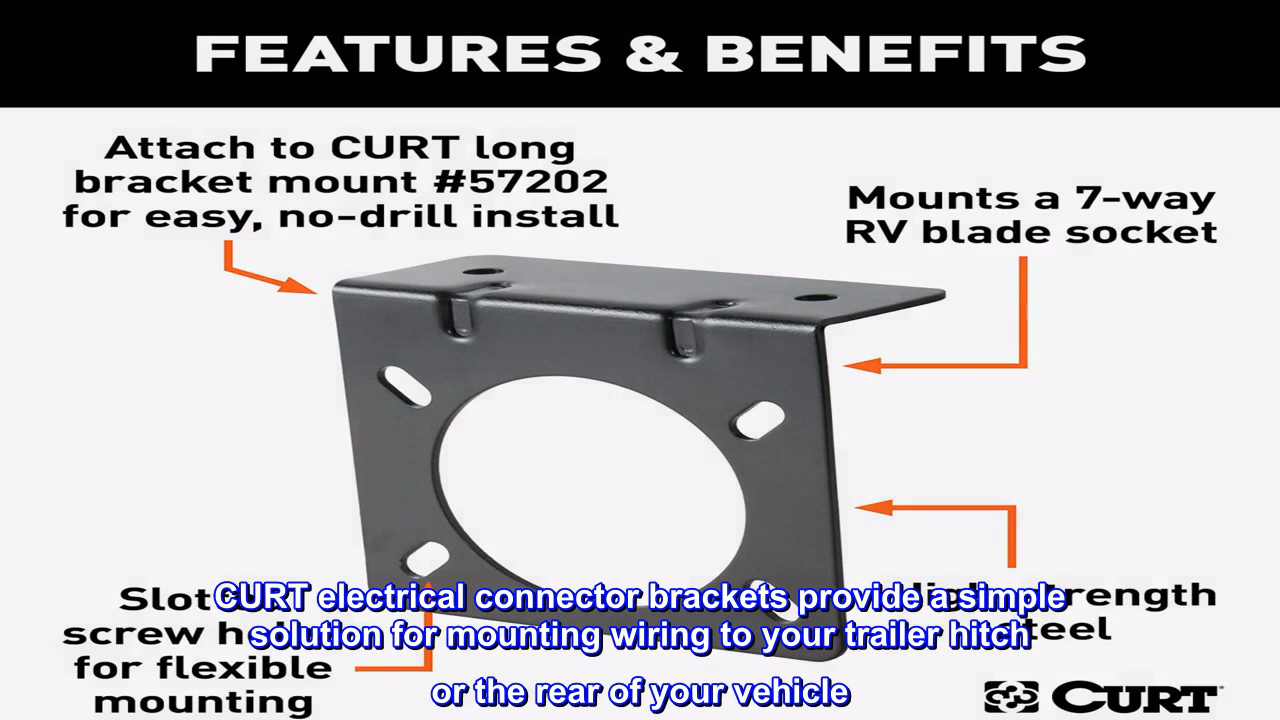 FEATURES & BENEFITS
Attach to CURT long
bracket mount #57202
for easy, no-drill install
Mounts a 7-way
RV blade socket
screw
for flexible
mounting
CURT electrical connector brackets provide a simple
solution for mounting wiring to your trailer hitch
or the rear of your vehicle
CURT